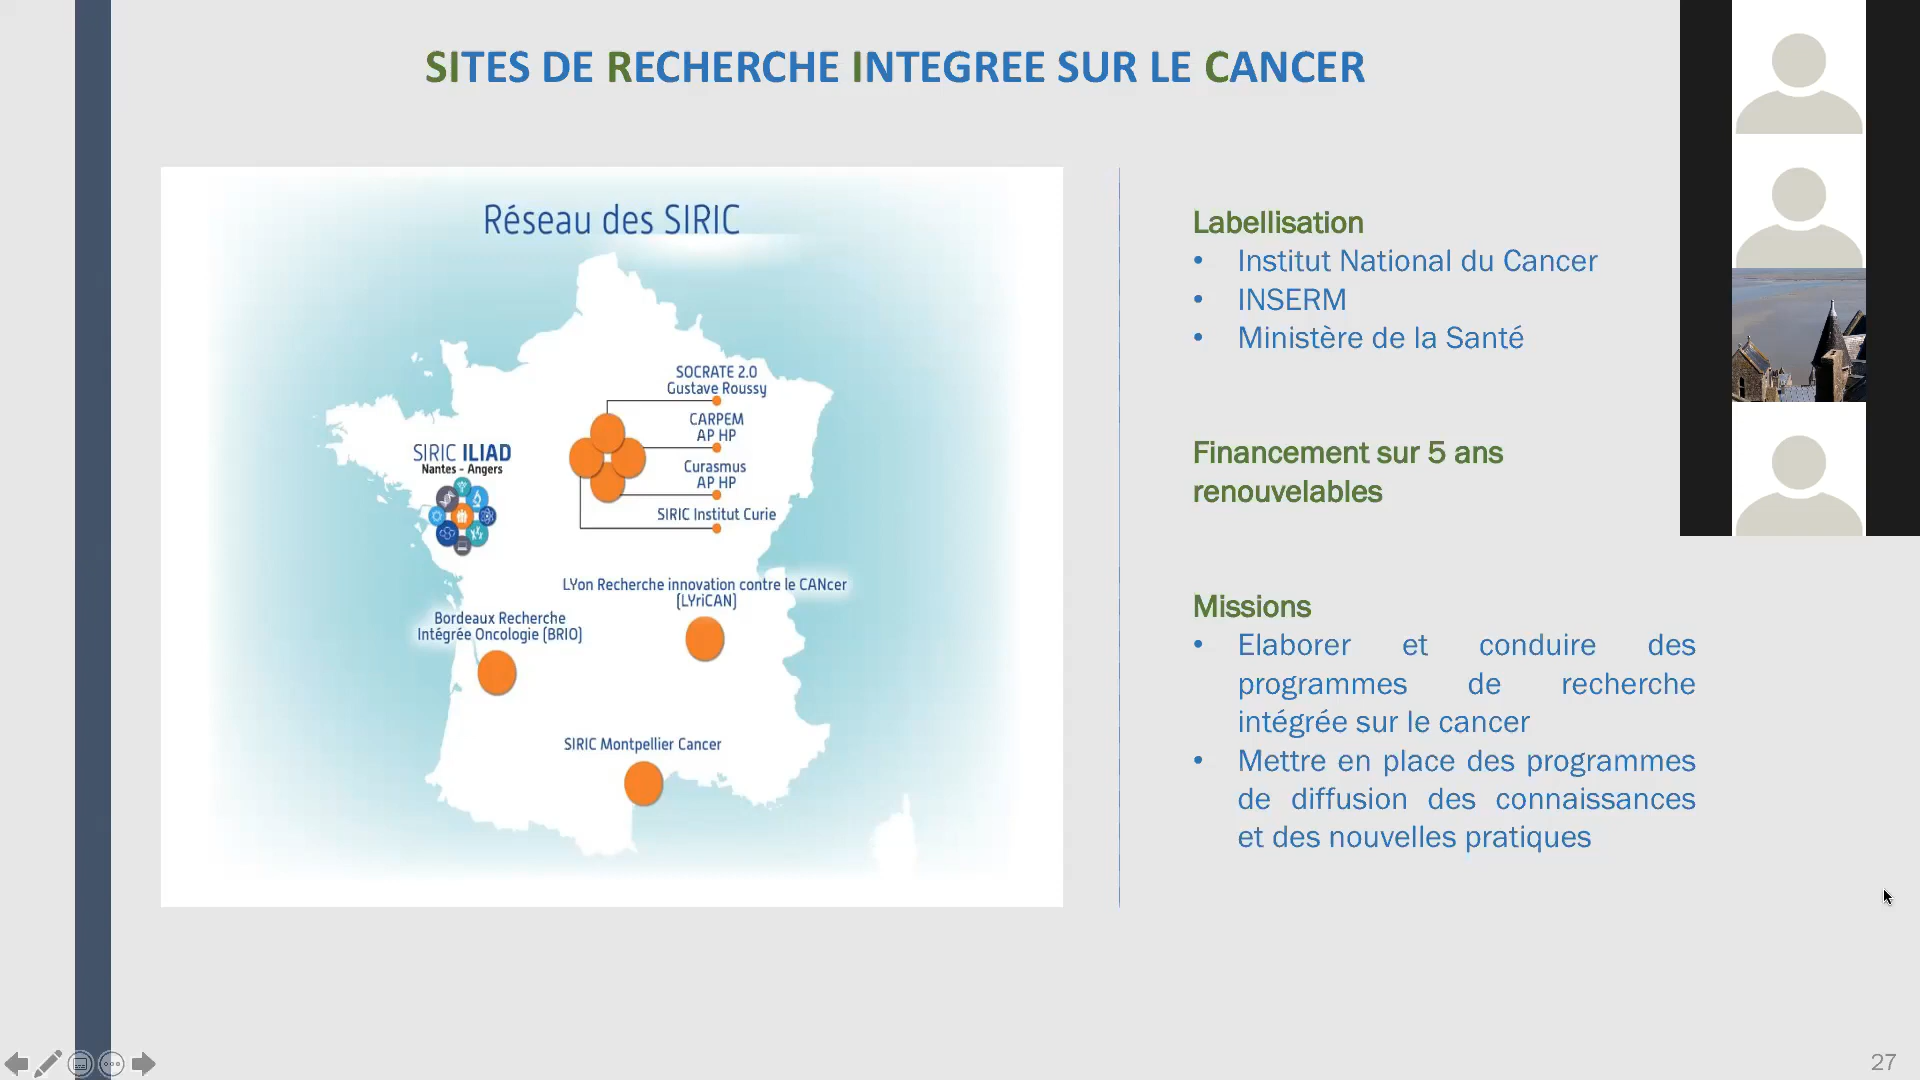 SITES DE RECHERCHE INTEGREE SUR LE CANCER
Réseau des SIRIC
SOCRATE 2.0
Gustave Roussy
CARPEM
AP HP
Curasmus
AP HP
SIRIC Institut Curie
SIRIC ILIAD
Nantes - Angers
LYon Recherche innovation contre le CANcer
(LYriCAN)
Bordeaux Recherche
Intégrée Oncologie (BRIO)
SIRIC Montpellier Cancer
Labellisation
• Institut National du Cancer
• INSERM
• Ministère de la Santé
Financement sur 5 ans
renouvelables
Missions
• Elaborer et conduire des
programmes de recherche
intégrée sur le cancer
• Mettre en place des programmes
de diffusion des connaissances
et des nouvelles pratiques
27